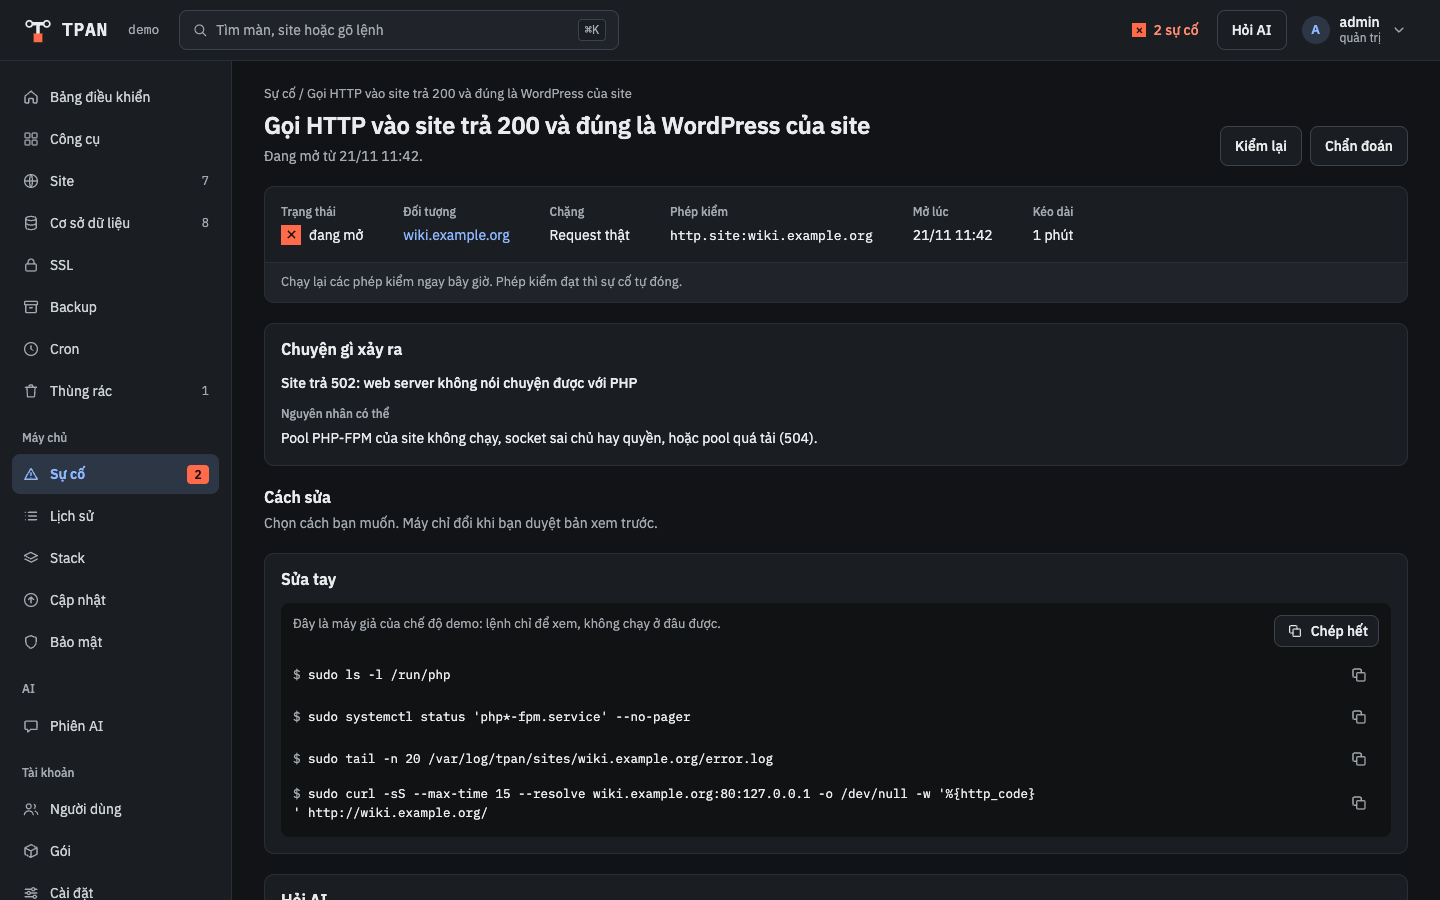 TPAN demo
Tìm màn, site hoặc gõ lệnh ⌘K
2 sự cố
Hỏi AI
A
admin
quản trị
Bảng điều khiển
Công cụ
Site 7
Cơ sở dữ liệu 8
SSL
Backup
Cron
Thùng rác 1
Máy chủ
Sự cố 2
Lịch sử
Stack
Cập nhật
Bảo mật
AI
Phiên AI
Tài khoản
Người dùng
Gói
Cài đặt
Sự cố / Gọi HTTP vào site trả 200 và đúng là WordPress của site
Gọi HTTP vào site trả 200 và đúng là WordPress của site
Đang mở từ 21/11 11:42.
Kiểm lại
Chẩn đoán
Trạng thái Đối tượng Chặng Phép kiểm Mở lúc Kéo dài
đang mở wiki.example.org Request thật http.site:wiki.example.org 21/11 11:42 1 phút
Chạy lại các phép kiểm ngay bây giờ. Phép kiểm đạt thì sự cố tự đóng.
Chuyện gì xảy ra
Site trả 502: web server không nói chuyện được với PHP
Nguyên nhân có thể
Pool PHP-FPM của site không chạy, socket sai chủ hay quyền, hoặc pool quá tải (504).
Cách sửa
Chọn cách bạn muốn. Máy chỉ đổi khi bạn duyệt bản xem trước.
Sửa tay
Đây là máy giả của chế độ demo: lệnh chỉ để xem, không chạy ở đâu được.
Chép hết
$ sudo ls -l /run/php
$ sudo systemctl status 'php*-fpm.service' --no-pager
$ sudo tail -n 20 /var/log/tpan/sites/wiki.example.org/error.log
$ sudo curl -sS --max-time 15 --resolve wiki.example.org:80:127.0.0.1 -o /dev/null -w '%{http_code}
' http://wiki.example.org/
Hỏi AI